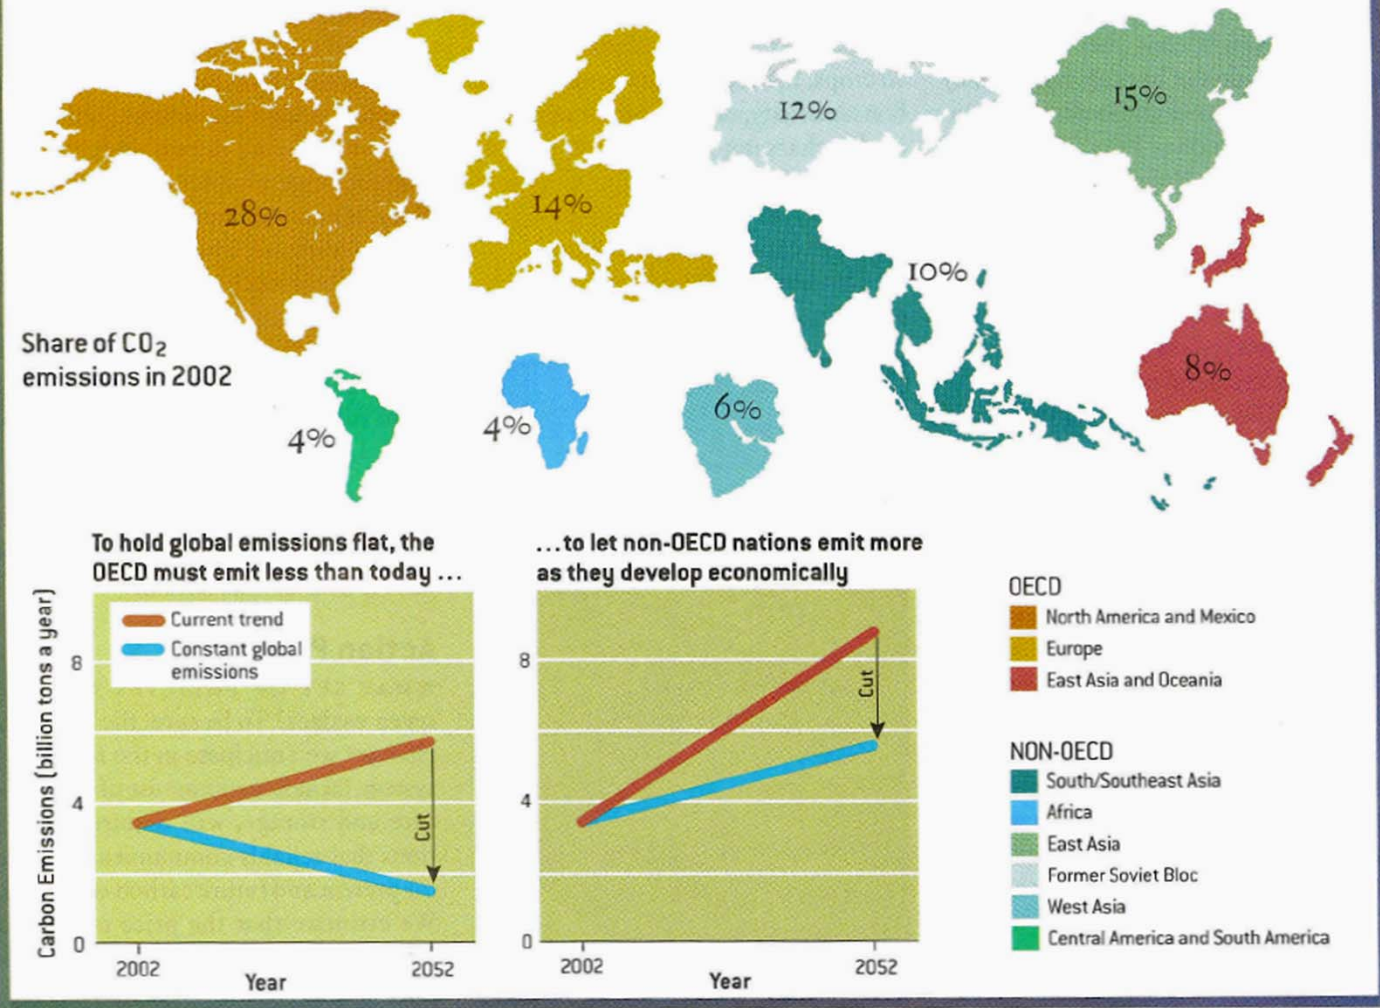 28%
14%
12%
15%
10%
8%
Share of CO₂
emissions in 2002
4%
4%
6%
To hold global emissions flat, the
OECD must emit less than today ...
Carbon Emissions (billion tons a year)
Current trend
Constant global
emissions
8
4
0
Cut
2002
2052
Year
...to let non-OECD nations emit more
as they develop economically
8
4
0
Cut
2002
2052
Year
OECD
North America and Mexico
Europe
East Asia and Oceania
NON-OECD
South/Southeast Asia
Africa
East Asia
Former Soviet Bloc
West Asia
Central America and South America